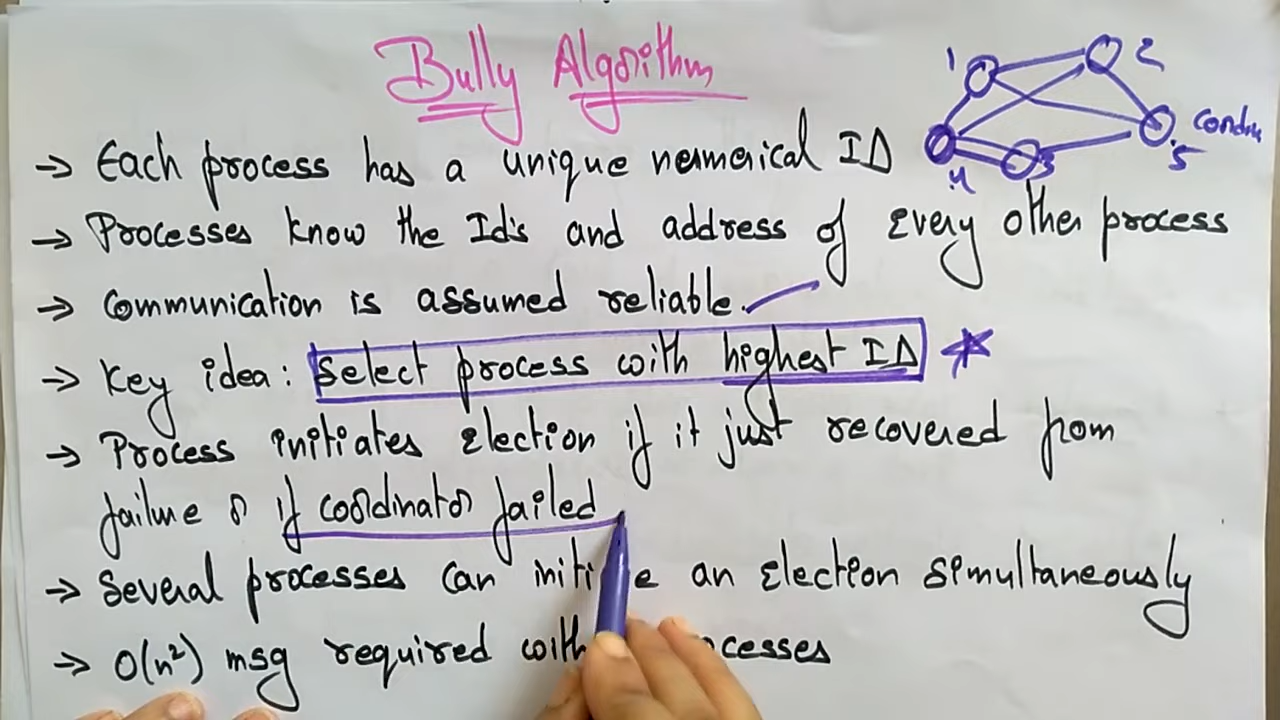 Bully Algorithm
→ Each process has a unique numerical ID
→ Processes know the Id's and address of Every other process
→ Communication is assumed reliable.
→ Key idea: Select process with highest ID
→ Process initiates Election if it just recovered from
failure or if coordinator failed
→ Several processes can an Election simultaneously
→ O(n²) msg required with
1 2
4 3 5